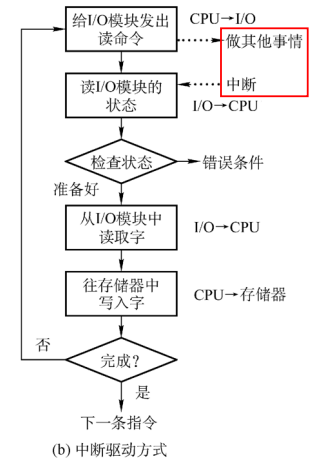 给I/O模块发出
读命令
CPU→I/O
做其他事情
读I/O模块的
状态
中断
I/O→CPU
检查状态
错误条件
准备好
从I/O模块中
读取字
I/O→CPU
往存储器中
写入字
CPU→存储器
否
完成?
是
下一条指令
(b) 中断驱动方式